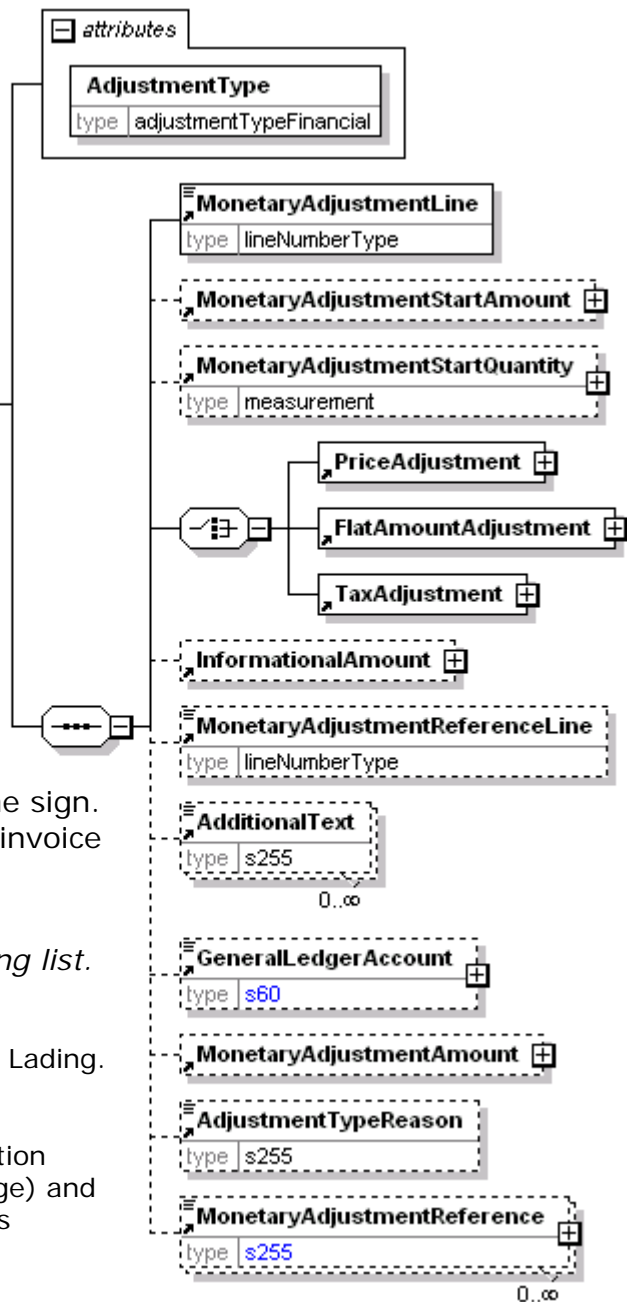 attributes
AdjustmentType
type adjustmentTypeFinancial
MonetaryAdjustmentLine
type lineNumberType
MonetaryAdjustmentStartAmount
MonetaryAdjustmentStartQuantity
type measurement
PriceAdjustment
FlatAmountAdjustment
TaxAdjustment
InformationalAmount
MonetaryAdjustmentReferenceLine
type lineNumberType
AdditionalText
type s255
0..∞
GeneralLedgerAccount
type s60
MonetaryAdjustmentAmount
AdjustmentTypeReason
type s255
MonetaryAdjustmentReference
type s255
0..∞
ne sign.
invoice
ng list.
Lading.
tion
ge) and
s